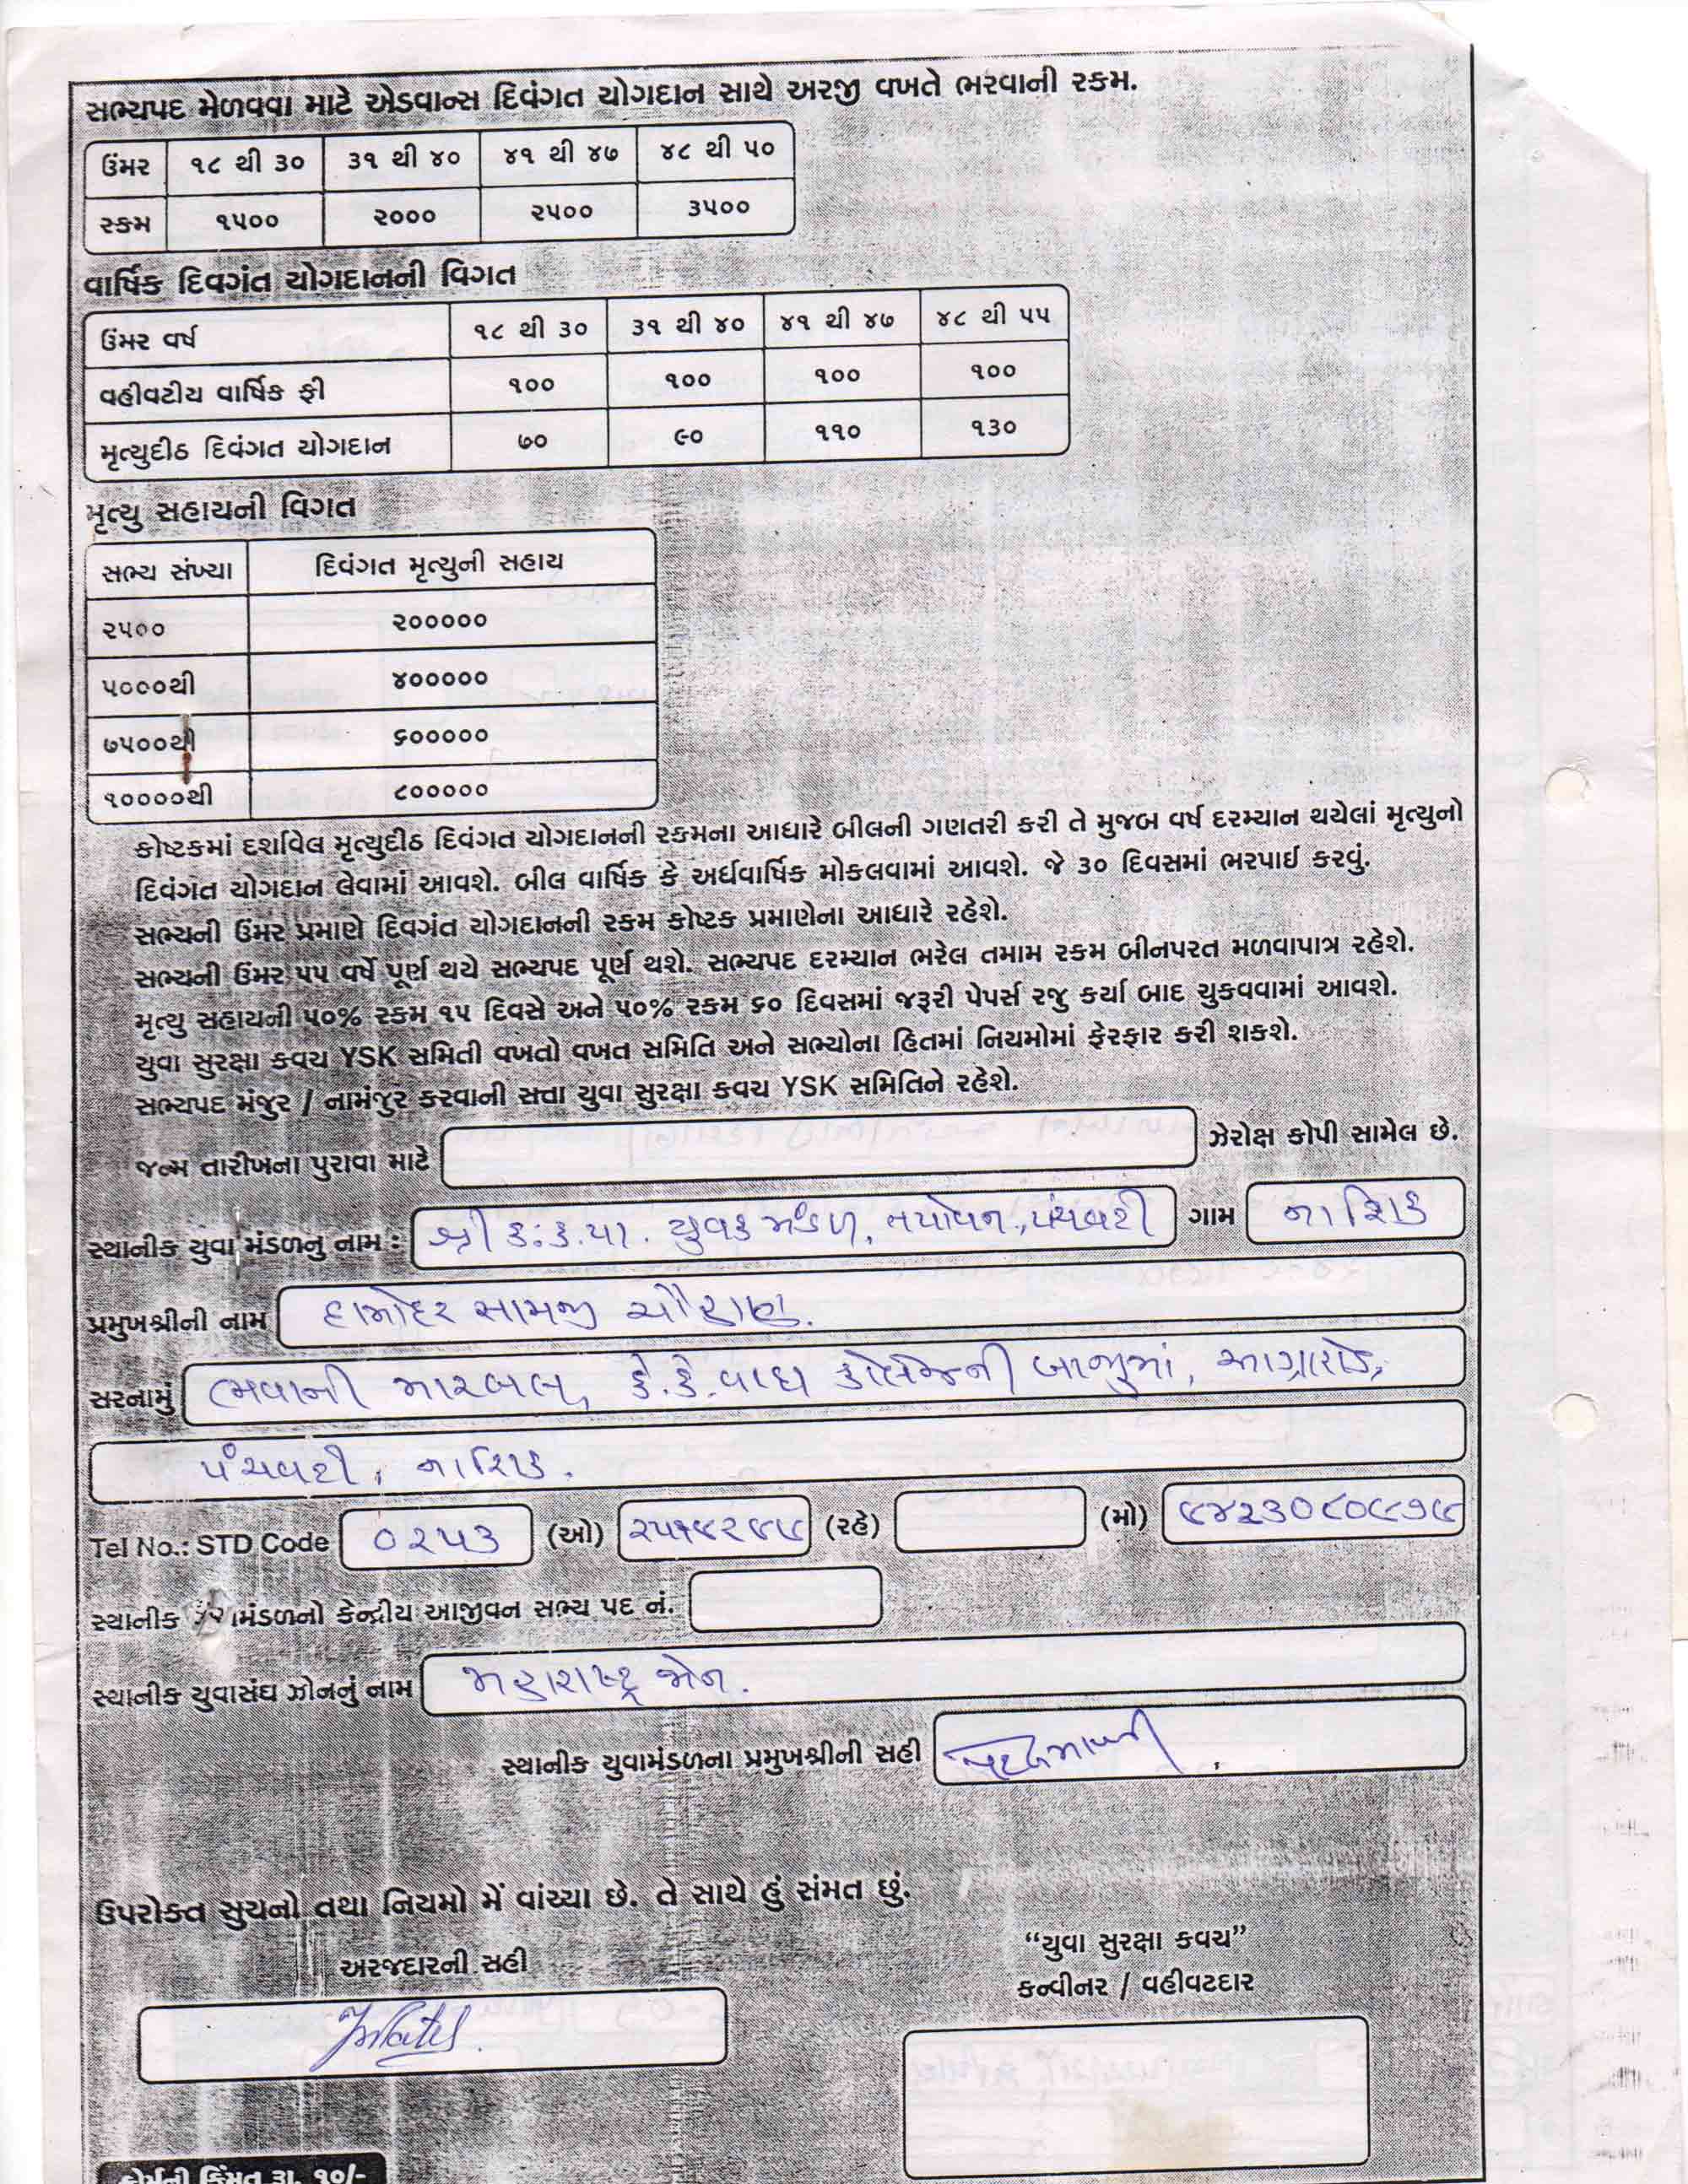 સભ્યપદ મેળવવા માટે એડવાન્સ દિવંગત યોગદાન સાથે અરજી વખતે ભરવાની રકમ.
ઉંમર ૧૮ થી ૩૦ ૩૧ થી ૪૦ ૪૧ થી ૪૭ ૪૮ થી ૫૦
રકમ ૧૫૦૦ ૨૦૦૦ ૨૫૦૦ ૩૫૦૦
વાર્ષિક દિવગંત યોગદાનની વિગત
ઉંમર વર્ષ ૧૮ થી ૩૦ ૩૧ થી ૪૦ ૪૧ થી ૪૭ ૪૮ થી ૫૫
વહીવટીય વાર્ષિક ફી ૧૦૦ ૧૦૦ ૧૦૦ ૧૦૦
મૃત્યુદીઠ દિવંગત યોગદાન ૭૦ ૯૦ ૧૧૦ ૧૩૦
મૃત્યુ સહાયની વિગત
સભ્ય સંખ્યા દિવંગત મૃત્યુની સહાય
૨૫૦૦ ૨૦૦૦૦૦
૫૦૦૦થી ૪૦૦૦૦૦
૭૫૦૦થી ૬૦૦૦૦૦
૧૦૦૦૦થી ૮૦૦૦૦૦
કોષ્ટકમાં દર્શાવેલ મૃત્યુદીઠ દિવંગત યોગદાનની રકમના આધારે બીલની ગણતરી કરી તે મુજબ વર્ષ દરમ્યાન થયેલાં મૃત્યુનો
દિવંગત યોગદાન લેવામાં આવશે. બીલ વાર્ષિક કે અર્ધવાર્ષિક મોકલવામાં આવશે. જે ૩૦ દિવસમાં ભરપાઈ કરવું.
સભ્યની ઉંમર પ્રમાણે દિવગંત યોગદાનની રકમ કોષ્ટક પ્રમાણેના આધારે રહેશે.
સભ્યની ઉંમર ૫૫ વર્ષે પૂર્ણ થયે સભ્યપદ પૂર્ણ થશે. સભ્યપદ દરમ્યાન ભરેલ તમામ રકમ બીનપરત મળવાપાત્ર રહેશે.
મૃત્યુ સહાયની ૫૦% રકમ ૧૫ દિવસે અને ૫૦% રકમ ૬૦ દિવસમાં જરૂરી પેપર્સ રજુ કર્યા બાદ ચુકવવામાં આવશે.
યુવા સુરક્ષા કવચ YSK સમિતી વખતો વખત સમિતિ અને સભ્યોના હિતમાં નિયમોમાં ફેરફાર કરી શકશે.
સભ્યપદ મંજુર / નામંજુર કરવાની સત્તા યુવા સુરક્ષા કવચ YSK સમિતિને રહેશે.
જન્મ તારીખના પુરાવા માટે ઝેરોક્ષ કોપી સામેલ છે.
સ્થાનીક યુવા મંડળનુ નામ : શ્રી ક.ક.પા. યુવક મંડળ, તપોવન, પંચવટી ગામ નાશિક
પ્રમુખશ્રીની નામ દામોદર સામજી ચૌહાણ.
સરનામું ભવાની મારબલ, કે.કે.વાઘ કોલેજની બાજુમાં, આગ્રારોડ,
પંચવટી, નાશિક.
Tel No.: STD Code ૦૨૫૩ (ઓ) (રહે) (મો)
સ્થાનીક મંડળનો કેન્દ્રીય આજીવન સભ્ય પદ નં.
સ્થાનીક યુવાસંઘ ઝોનનું નામ મહારાષ્ટ્ર ઝોન.
સ્થાનીક યુવામંડળના પ્રમુખશ્રીની સહી
ઉપરોક્ત સુચનો તથા નિયમો મેં વાંચ્યા છે. તે સાથે હું સંમત છું.
અરજદારની સહી
“યુવા સુરક્ષા કવચ”
કન્વીનર / વહીવટદાર
ફોર્મની કિંમત રૂા. ૧૦/-